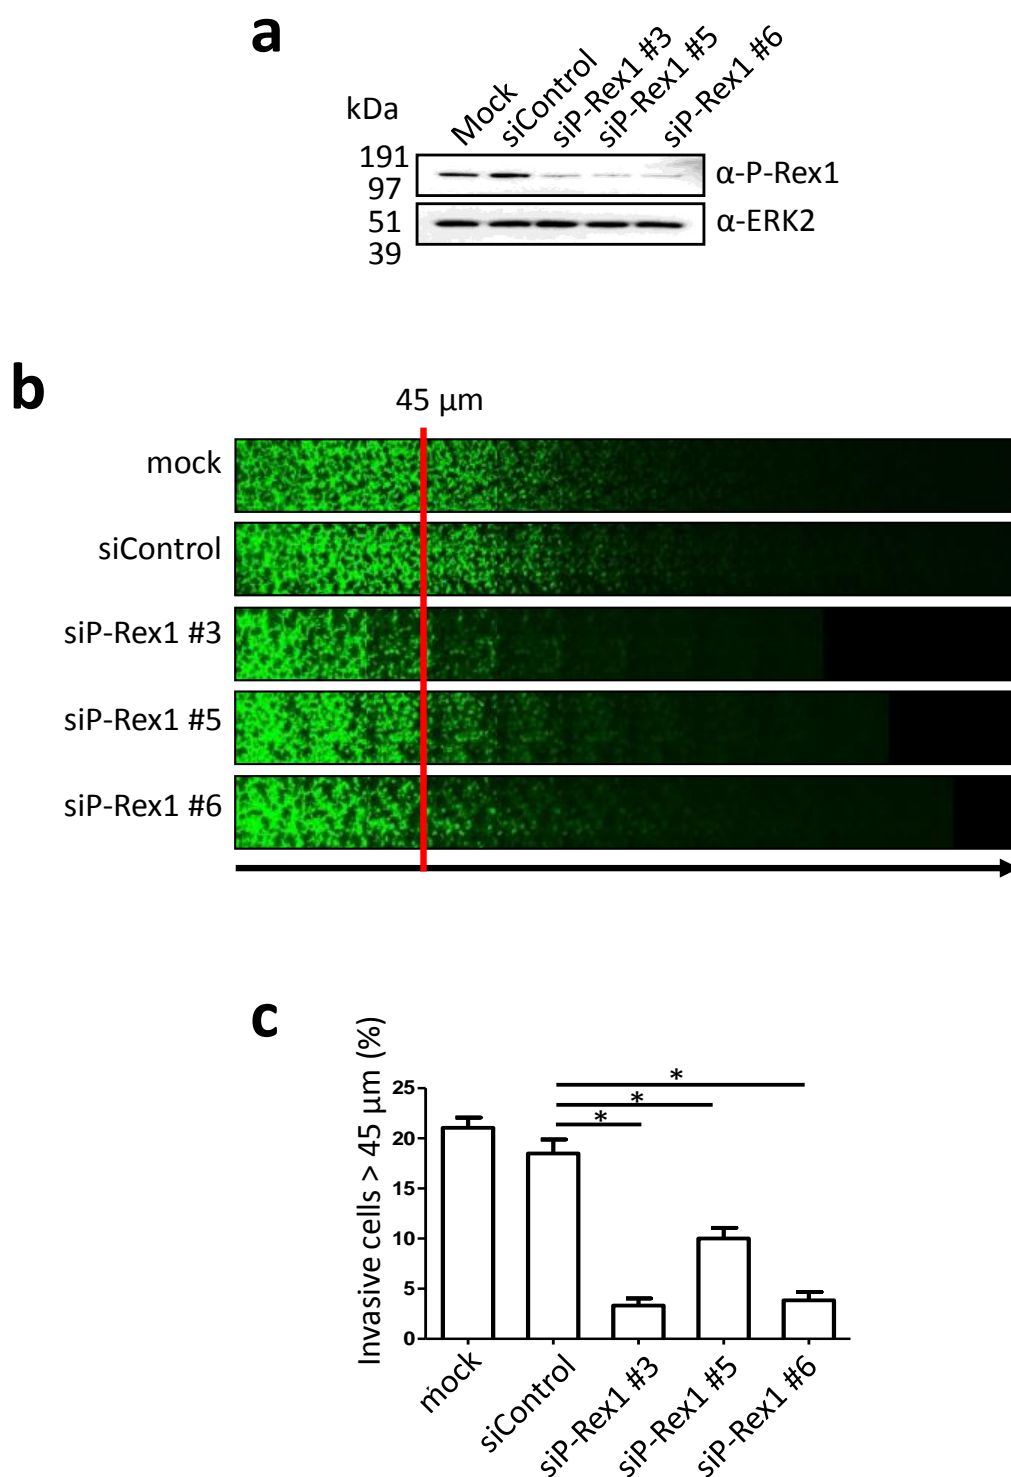 a
kDa
Mock
siControl
siP-Rex1 #3
siP-Rex1 #5
siP-Rex1 #6
191
97
α-P-Rex1
51
39
α-ERK2
b
45 µm
mock
siControl
siP-Rex1 #3
siP-Rex1 #5
siP-Rex1 #6
c
Invasive cells > 45 µm (%)
25
20
15
10
5
0
*
*
*
mock
siControl
siP-Rex1 #3
siP-Rex1 #5
siP-Rex1 #6